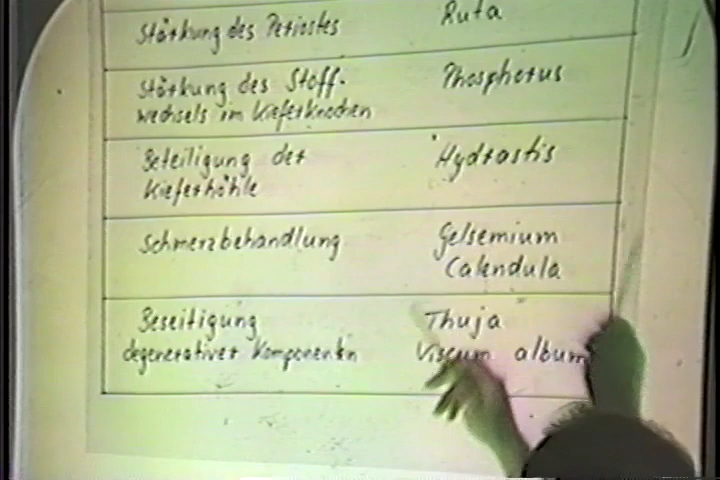 Stärkung des Periostes Ruta
Stärkung des Stoff- Phosphorus
wechsels im Kieferknochen
Beteiligung der Hydrastis
Kieferhöhle
Schmerzbehandlung Gelsemium
Calendula
Beseitigung Thuja
degenerativer Komponenten Viscum album